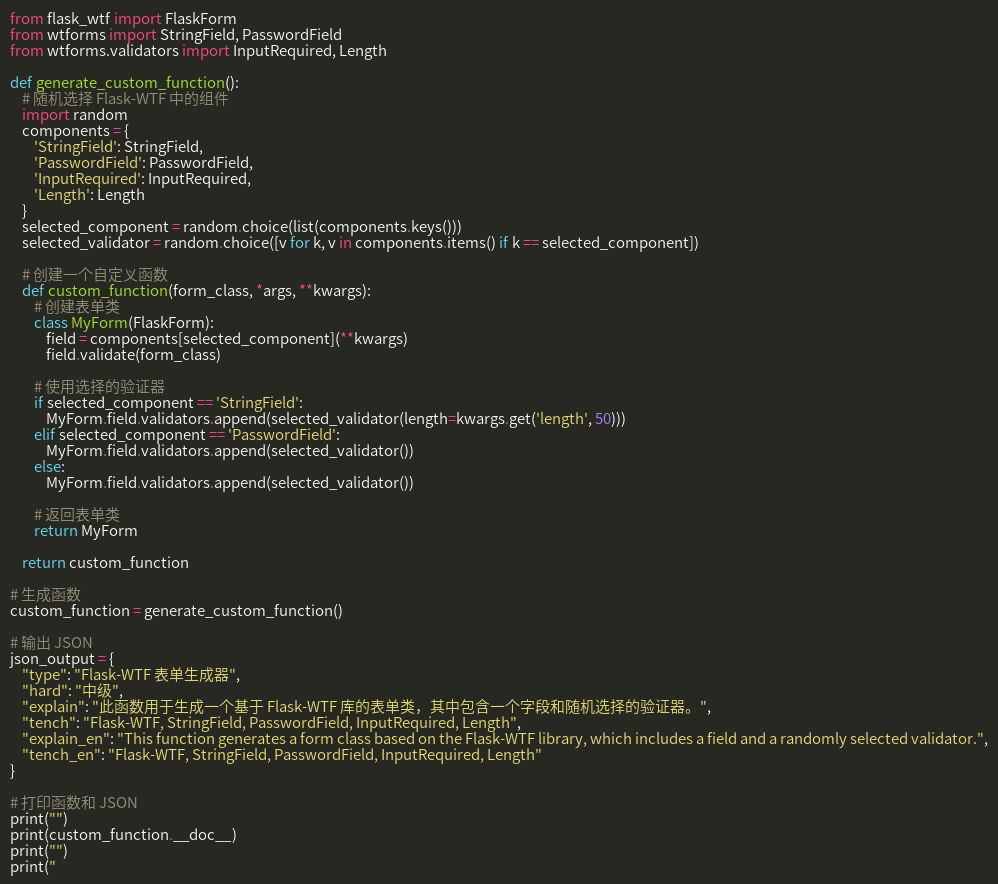 from flask_wtf import FlaskForm
from wtforms import StringField, PasswordField
from wtforms.validators import InputRequired, Length

def generate_custom_function():
    # 随机选择 Flask-WTF 中的组件
    import random
    components = {
        'StringField': StringField,
        'PasswordField': PasswordField,
        'InputRequired': InputRequired,
        'Length': Length
    }
    selected_component = random.choice(list(components.keys()))
    selected_validator = random.choice([v for k, v in components.items() if k == selected_component])

    # 创建一个自定义函数
    def custom_function(form_class, *args, **kwargs):
        # 创建表单类
        class MyForm(FlaskForm):
            field = components[selected_component](**kwargs)
            field.validate(form_class)

        # 使用选择的验证器
        if selected_component == 'StringField':
            MyForm.field.validators.append(selected_validator(length=kwargs.get('length', 50)))
        elif selected_component == 'PasswordField':
            MyForm.field.validators.append(selected_validator())
        else:
            MyForm.field.validators.append(selected_validator())

        # 返回表单类
        return MyForm

    return custom_function

# 生成函数
custom_function = generate_custom_function()

# 输出 JSON
json_output = {
    "type": "Flask-WTF 表单生成器",
    "hard": "中级",
    "explain": "此函数用于生成一个基于 Flask-WTF 库的表单类，其中包含一个字段和随机选择的验证器。",
    "tench": "Flask-WTF, StringField, PasswordField, InputRequired, Length",
    "explain_en": "This function generates a form class based on the Flask-WTF library, which includes a field and a randomly selected validator.",
    "tench_en": "Flask-WTF, StringField, PasswordField, InputRequired, Length"
}

# 打印函数和 JSON
print("")
print(custom_function.__doc__)
print("")
print("